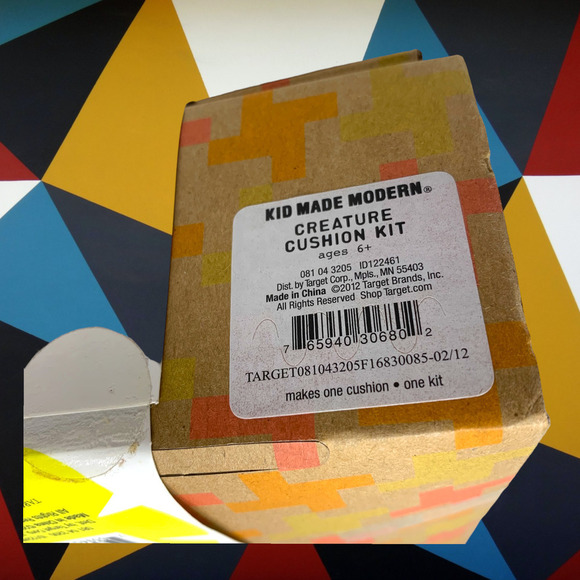 KID MADE MODERN®
CREATURE
CUSHION KIT
ages 6+
081 04 3205 ID122461
Dist. by Target Corp., Mpls., MN 55403
Made in China ©2012 Target Brands, Inc.
All Rights Reserved Shop Target.com
7 65940 30680 2
TARGET081043205F16830085-02/12
makes one cushion • one kit